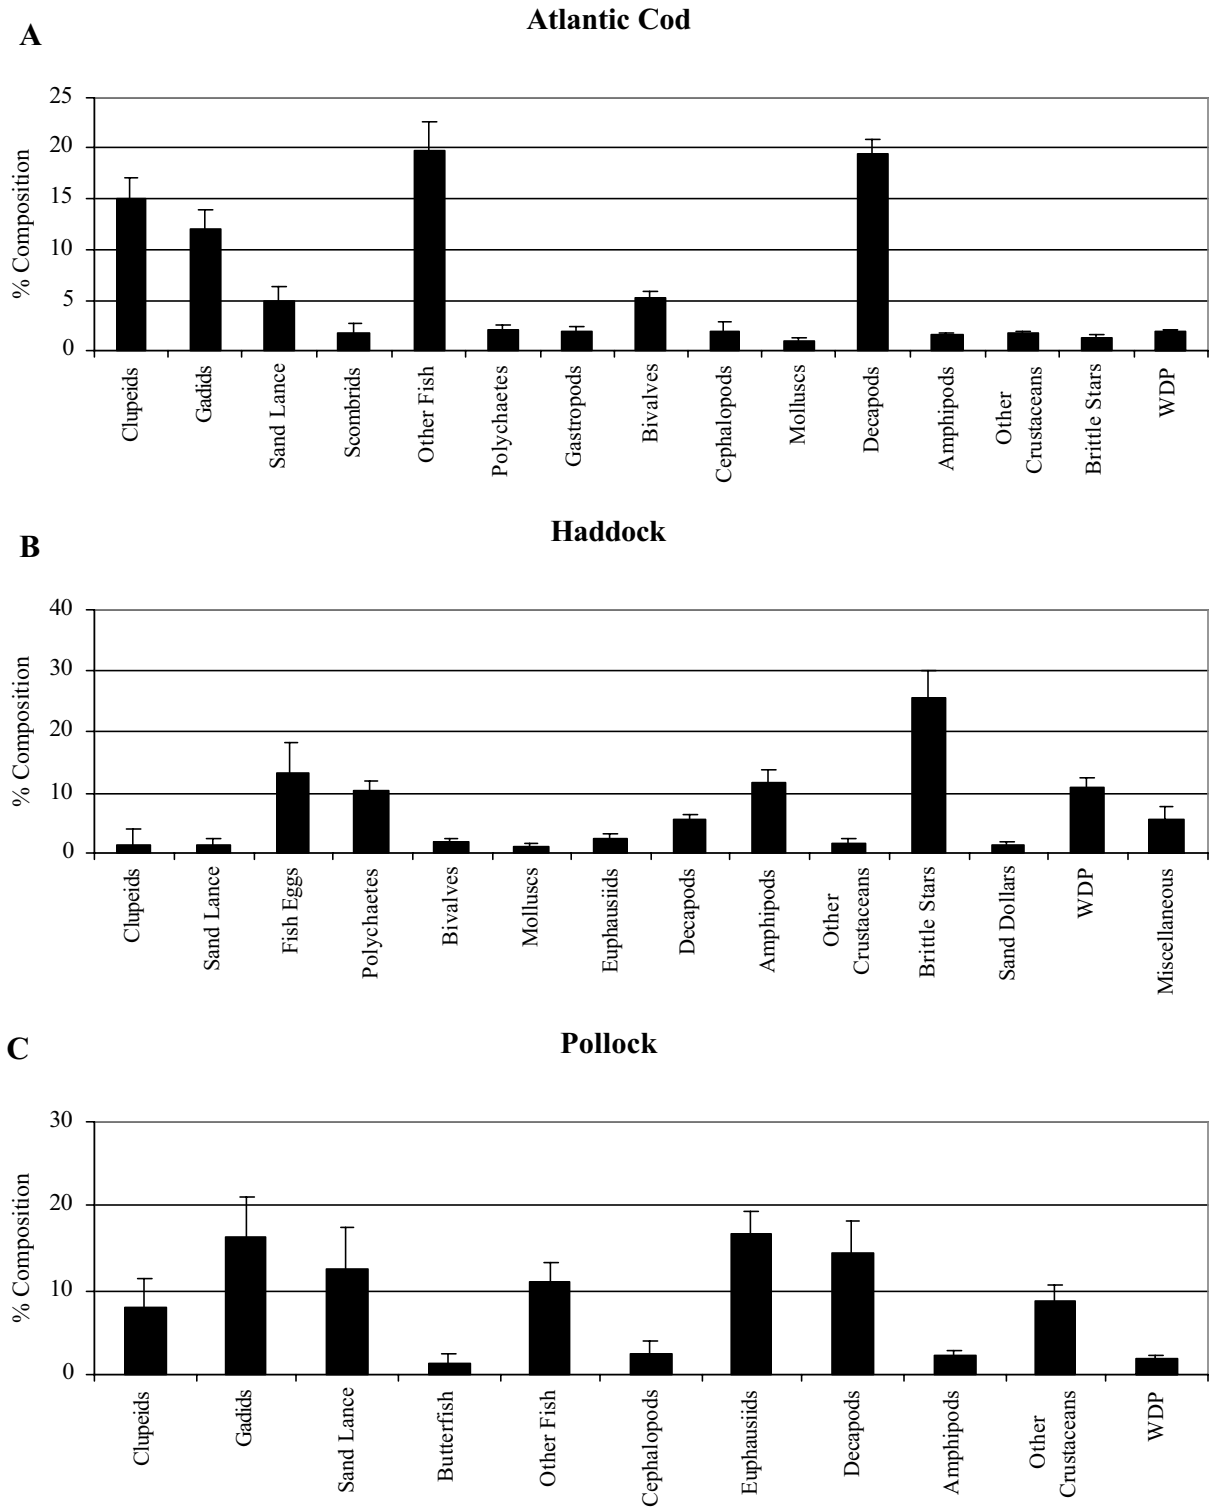 Atlantic Cod
A
25
20
15
10
5
0
% Composition
Clupeids
Gadids
Sand Lance
Scombrids
Other Fish
Polychaetes
Gastropods
Bivalves
Cephalopods
Molluscs
Decapods
Amphipods
Other
Crustaceans
Brittle Stars
WDP
Haddock
B
40
30
20
10
0
% Composition
Clupeids
Sand Lance
Fish Eggs
Polychaetes
Bivalves
Molluscs
Euphausiids
Decapods
Amphipods
Other
Crustaceans
Brittle Stars
Sand Dollars
WDP
Miscellaneous
Pollock
C
30
20
10
0
% Composition
Clupeids
Gadids
Sand Lance
Butterfish
Other Fish
Cephalopods
Euphausiids
Decapods
Amphipods
Other
Crustaceans
WDP